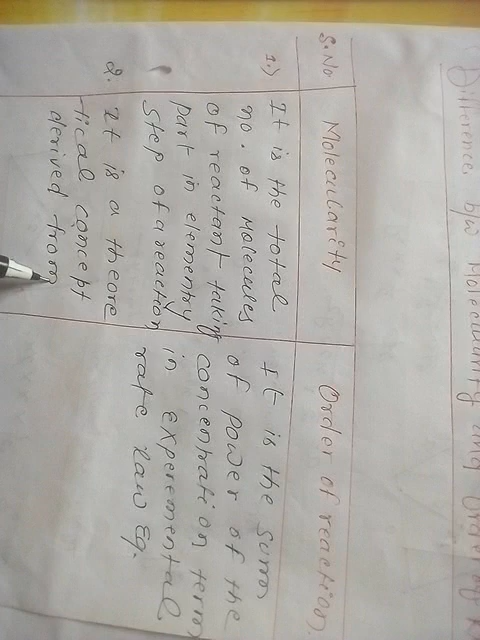 Difference b/w Molecularity and Order of
S.No Molecularity Order of reaction
1.) It is the total
no. of molecules
of reactant taking
part in elementry
step of a reaction
It is the sum
of power of the
concentration term
in experemental
rate law Eq.
2. It is a theore
tical concept
derived from